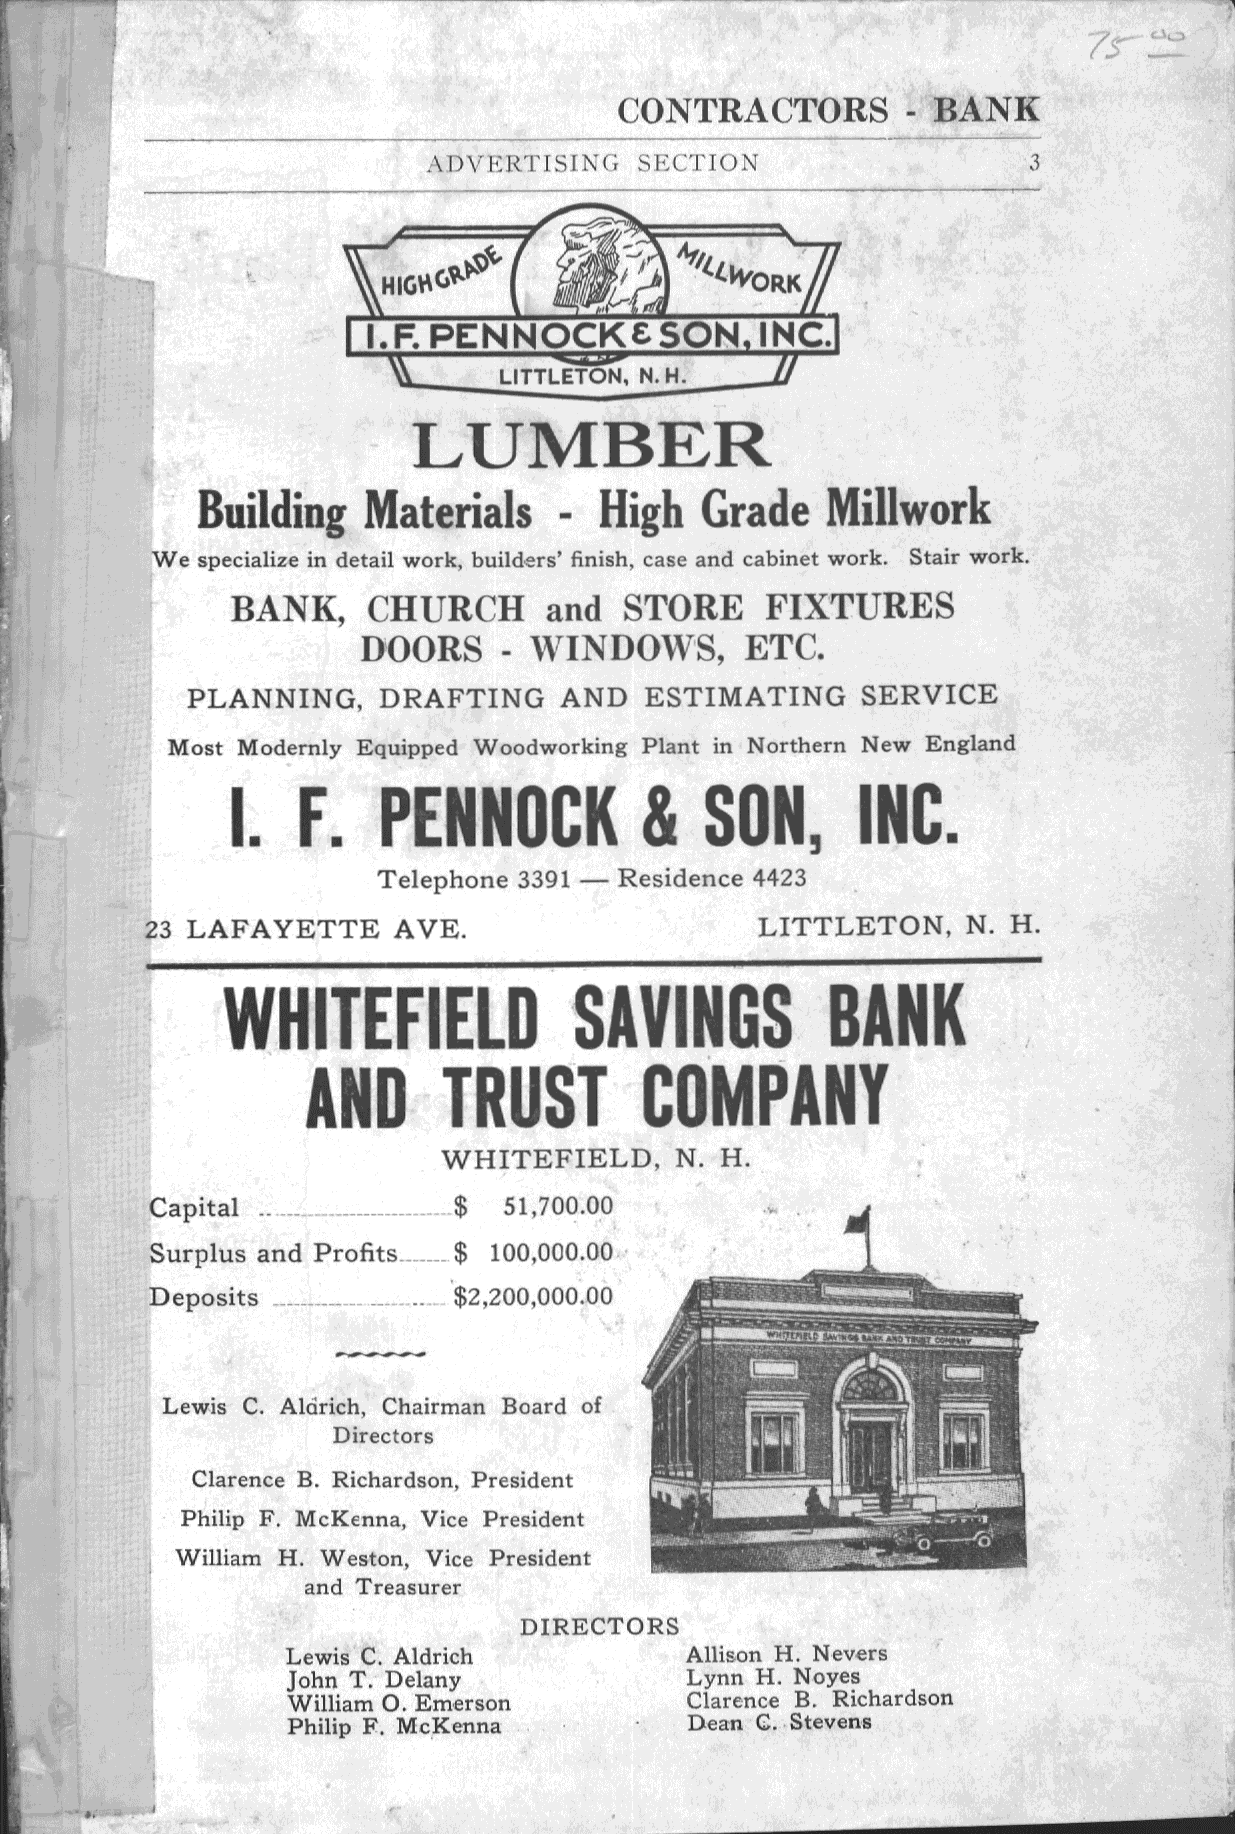 75 00
CONTRACTORS - BANK
ADVERTISING SECTION 3
HIGH GRADE MILLWORK
I. F. PENNOCK & SON, INC.
LITTLETON, N. H.
LUMBER
Building Materials - High Grade Millwork
We specialize in detail work, builders' finish, case and cabinet work. Stair work.
BANK, CHURCH and STORE FIXTURES
DOORS - WINDOWS, ETC.
PLANNING, DRAFTING AND ESTIMATING SERVICE
Most Modernly Equipped Woodworking Plant in Northern New England
I. F. PENNOCK & SON, INC.
Telephone 3391 — Residence 4423
23 LAFAYETTE AVE. LITTLETON, N. H.
WHITEFIELD SAVINGS BANK
AND TRUST COMPANY
WHITEFIELD, N. H.
Capital $ 51,700.00
Surplus and Profits $ 100,000.00
Deposits $2,200,000.00
WHITEFIELD SAVINGS BANK AND TRUST COMPANY
Lewis C. Aldrich, Chairman Board of
Directors
Clarence B. Richardson, President
Philip F. McKenna, Vice President
William H. Weston, Vice President
and Treasurer
DIRECTORS
Lewis C. Aldrich
John T. Delany
William O. Emerson
Philip F. McKenna
Allison H. Nevers
Lynn H. Noyes
Clarence B. Richardson
Dean C. Stevens